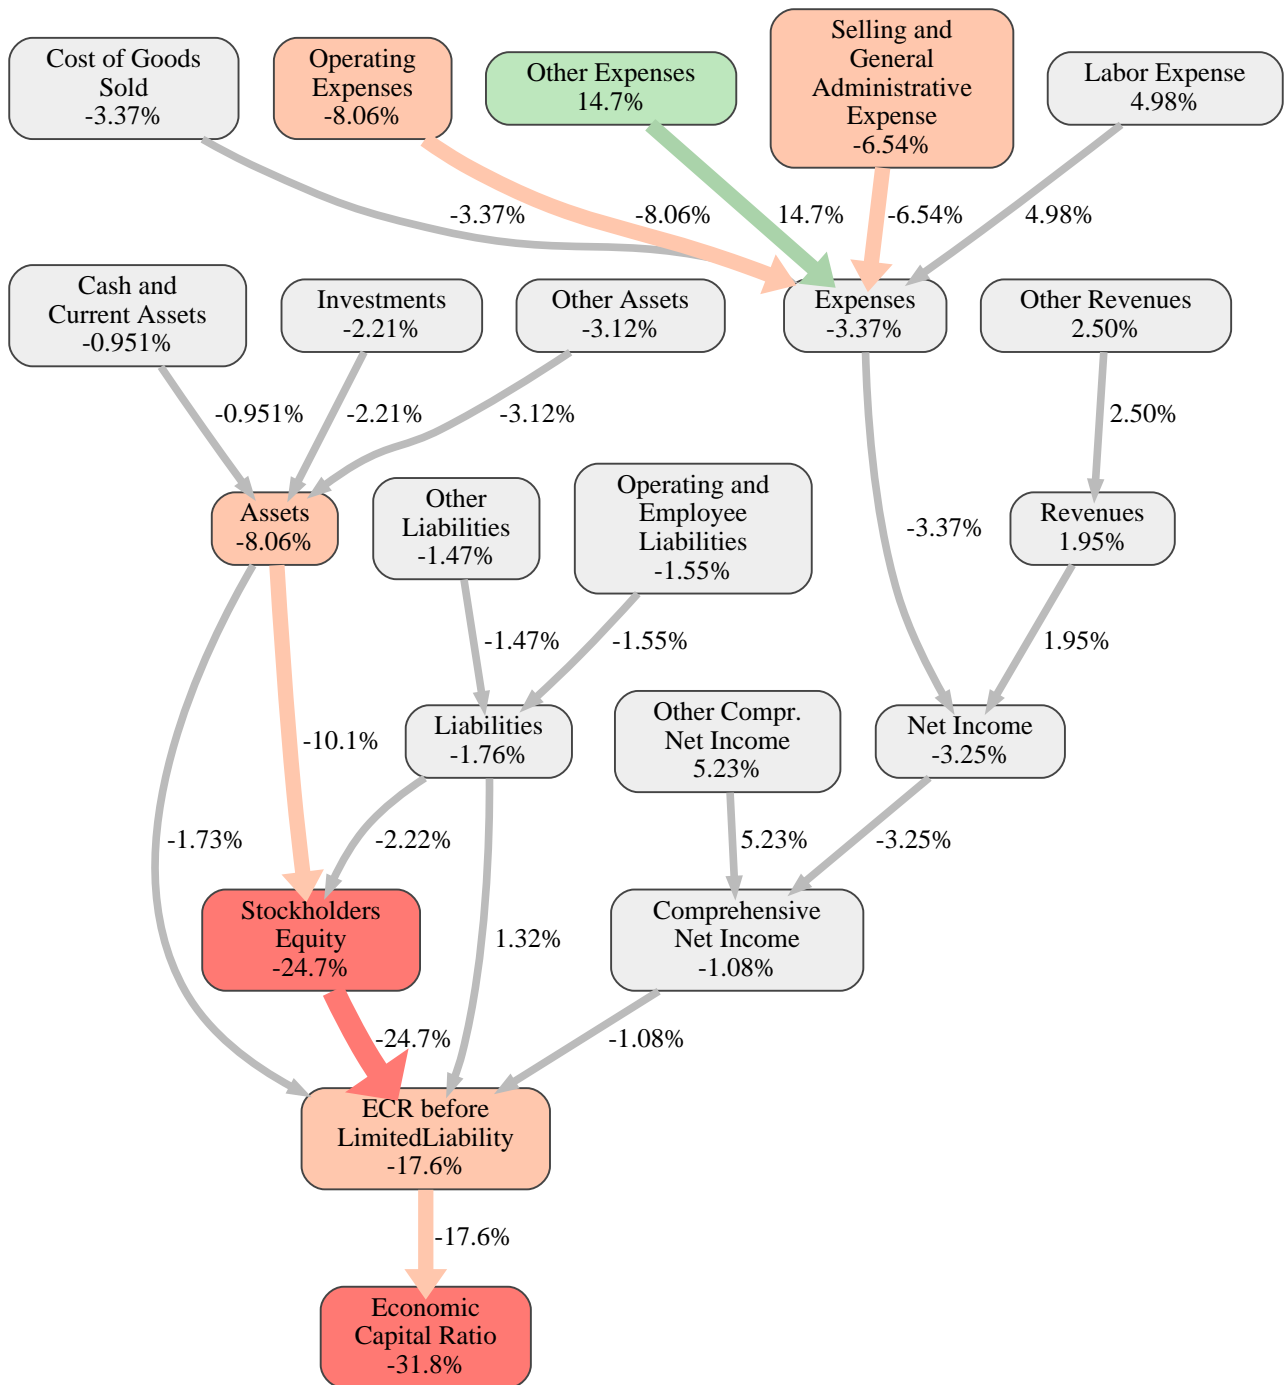 Cost of Goods
Sold
-3.37%
Operating
Expenses
-8.06%
Other Expenses
14.7%
Selling and
General
Administrative
Expense
-6.54%
Labor Expense
4.98%
-3.37%
-8.06%
14.7%
-6.54%
4.98%
Cash and
Current Assets
-0.951%
Investments
-2.21%
Other Assets
-3.12%
Expenses
-3.37%
Other Revenues
2.50%
-0.951%
-2.21%
-3.12%
2.50%
Assets
-8.06%
Other
Liabilities
-1.47%
Operating and
Employee
Liabilities
-1.55%
-3.37%
Revenues
1.95%
-1.47%
-1.55%
1.95%
-10.1%
Liabilities
-1.76%
Other Compr.
Net Income
5.23%
Net Income
-3.25%
-1.73%
-2.22%
5.23%
-3.25%
Stockholders
Equity
-24.7%
1.32%
Comprehensive
Net Income
-1.08%
-24.7%
-1.08%
ECR before
LimitedLiability
-17.6%
-17.6%
Economic
Capital Ratio
-31.8%